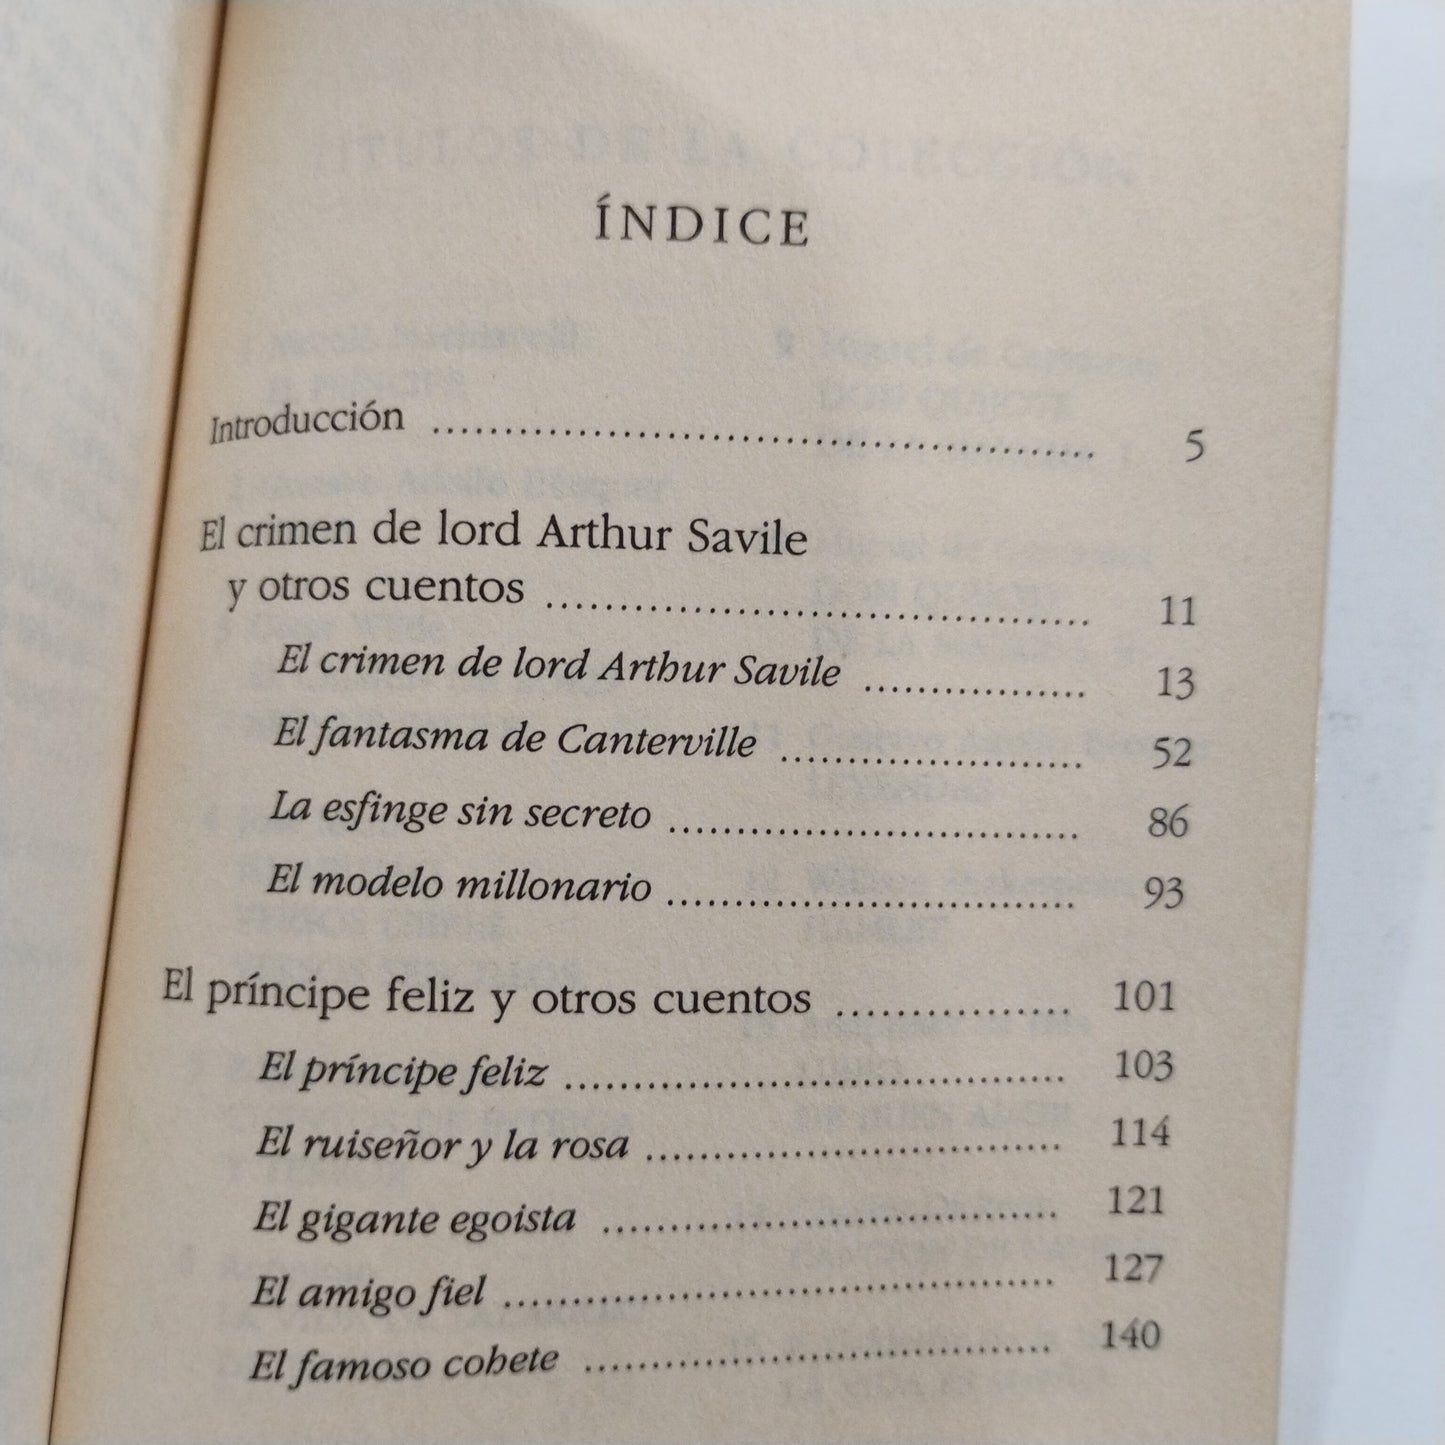 ÍNDICE
Introducción ........................................ 5
El crimen de lord Arthur Savile
y otros cuentos .................................. 11
El crimen de lord Arthur Savile ................. 13
El fantasma de Canterville ...................... 52
La esfinge sin secreto .............................. 86
El modelo millonario .............................. 93
El príncipe feliz y otros cuentos ............... 101
El príncipe feliz .................................... 103
El ruiseñor y la rosa .............................. 114
El gigante egoista ................................. 121
El amigo fiel ........................................ 127
El famoso cohete .................................. 140